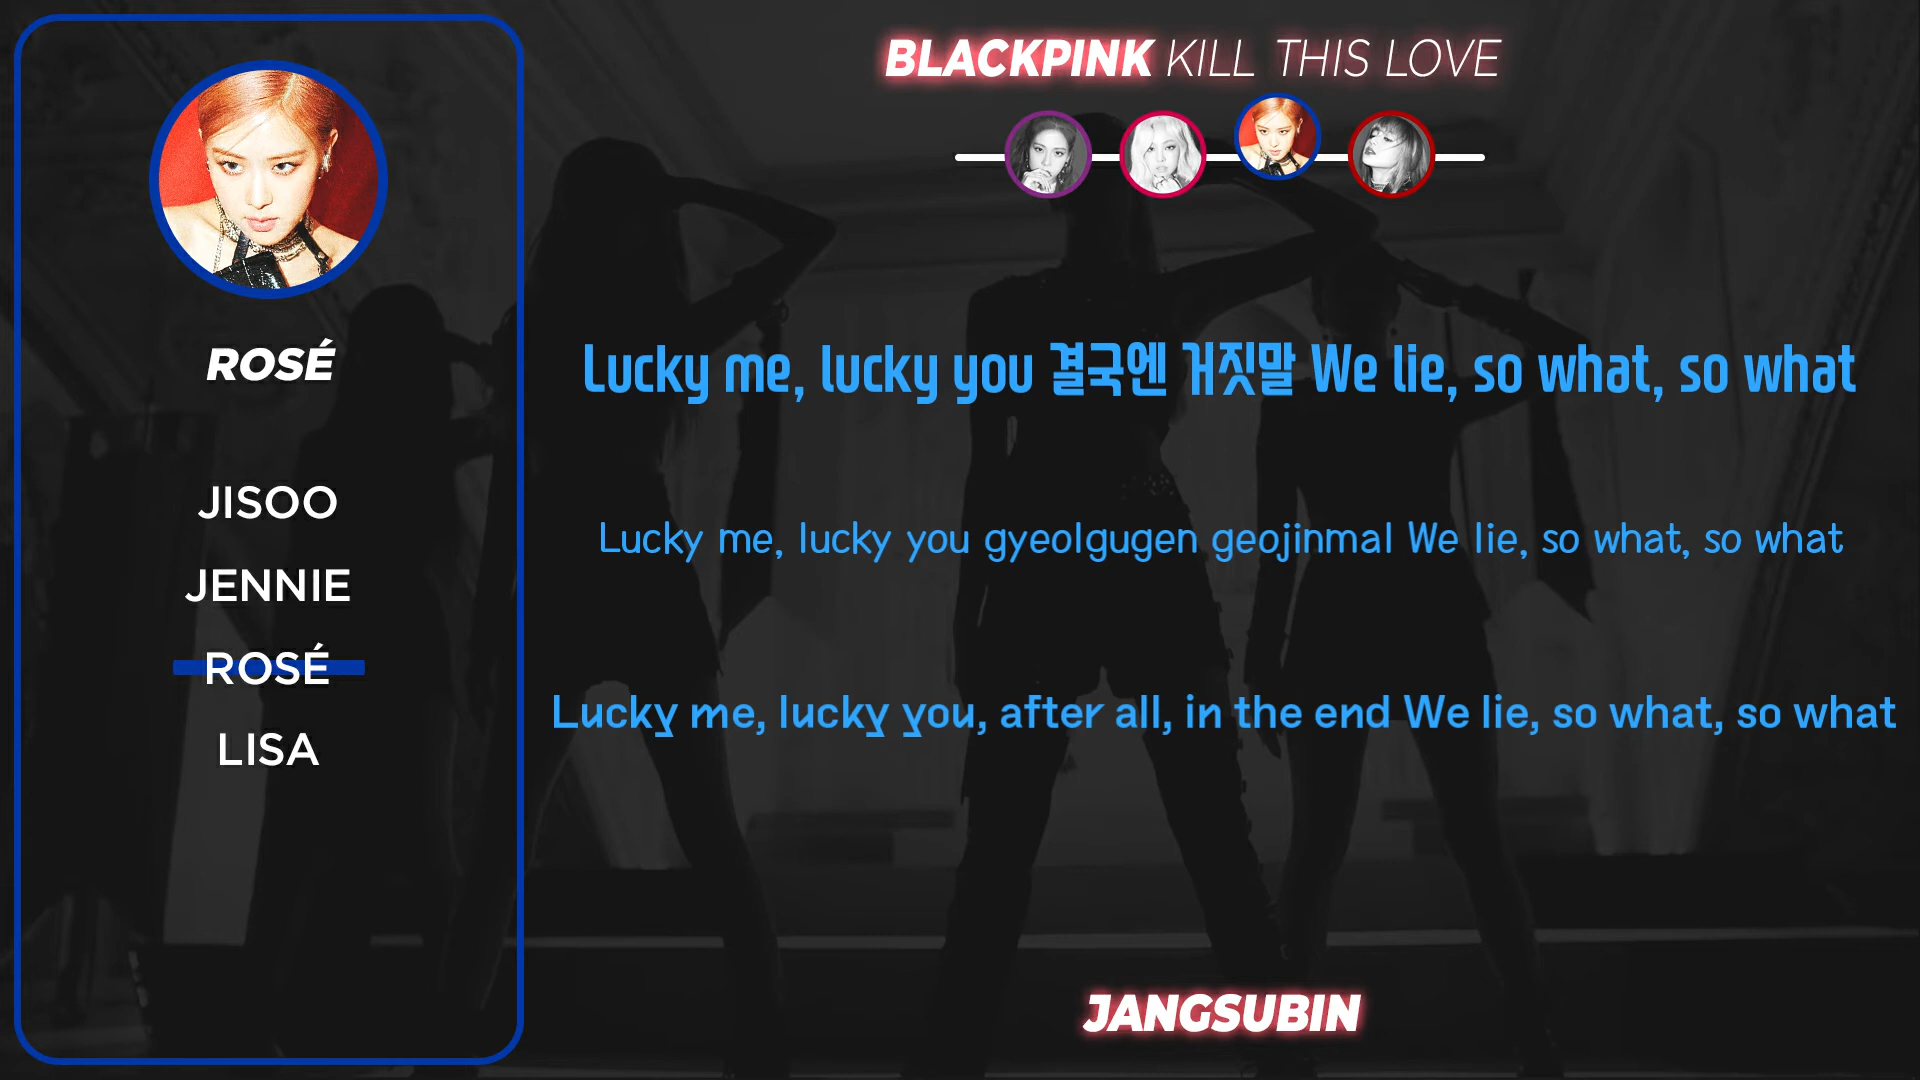 BLACKPINK KILL THIS LOVE
ROSÉ
JISOO
JENNIE
ROSÉ
LISA
Lucky me, lucky you 결국엔 거짓말 We lie, so what, so what
Lucky me, lucky you gyeolgugen geojinmal We lie, so what, so what
Lucky me, lucky you, after all, in the end We lie, so what, so what
JANGSUBIN